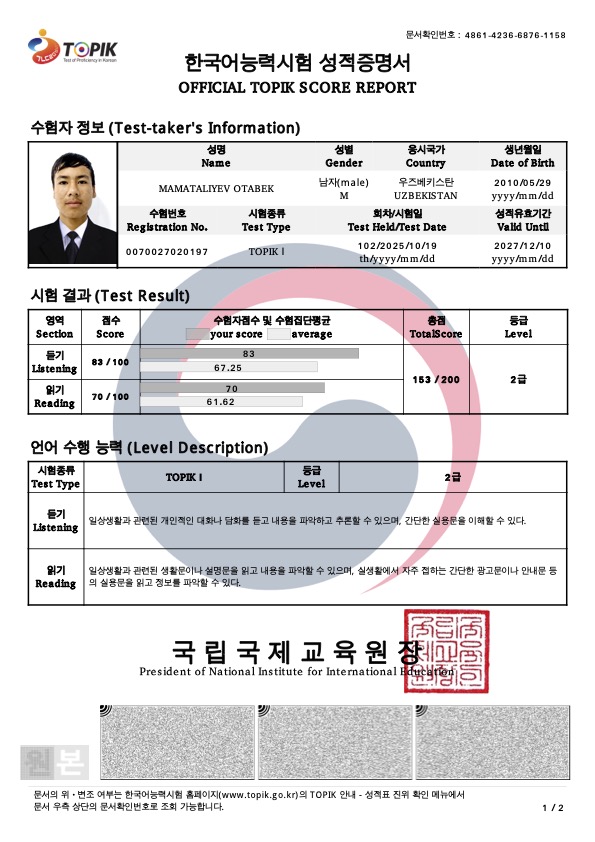 문서확인번호 : 4861-4236-6876-1158
TOPIK
Test of Proficiency in Korean
한국어능력시험 성적증명서
OFFICIAL TOPIK SCORE REPORT
수험자 정보 (Test-taker's Information)
성명 성별 응시국가 생년월일
Name Gender Country Date of Birth
MAMATALIYEV OTABEK 남자(male) 우즈베키스탄 2010/05/29
M UZBEKISTAN yyyy/mm/dd
수험번호 시험종류 회차/시험일 성적유효기간
Registration No. Test Type Test Held/Test Date Valid Until
0070027020197 TOPIK Ⅰ 102/2025/10/19 2027/12/10
th/yyyy/mm/dd yyyy/mm/dd
시험 결과 (Test Result)
영역 점수 수험자점수 및 수험집단평균 총점 등급
Section Score your score average TotalScore Level
듣기 Listening 83 / 100 83 67.25 153 / 200 2급
읽기 Reading 70 / 100 70 61.62
언어 수행 능력 (Level Description)
시험종류 TOPIK Ⅰ 등급 2급
Test Type Level
듣기 Listening 일상생활과 관련된 개인적인 대화나 담화를 듣고 내용을 파악하고 추론할 수 있으며, 간단한 실용문을 이해할 수 있다.
읽기 Reading 일상생활과 관련된 생활문이나 설명문을 읽고 내용을 파악할 수 있으며, 실생활에서 자주 접하는 간단한 광고문이나 안내문 등
의 실용문을 읽고 정보를 파악할 수 있다.
국립국제교육원장
President of National Institute for International Education
원본
문서의 위・변조 여부는 한국어능력시험 홈페이지(www.topik.go.kr)의 TOPIK 안내 - 성적표 진위 확인 메뉴에서
문서 우측 상단의 문서확인번호로 조회 가능합니다.
1 / 2